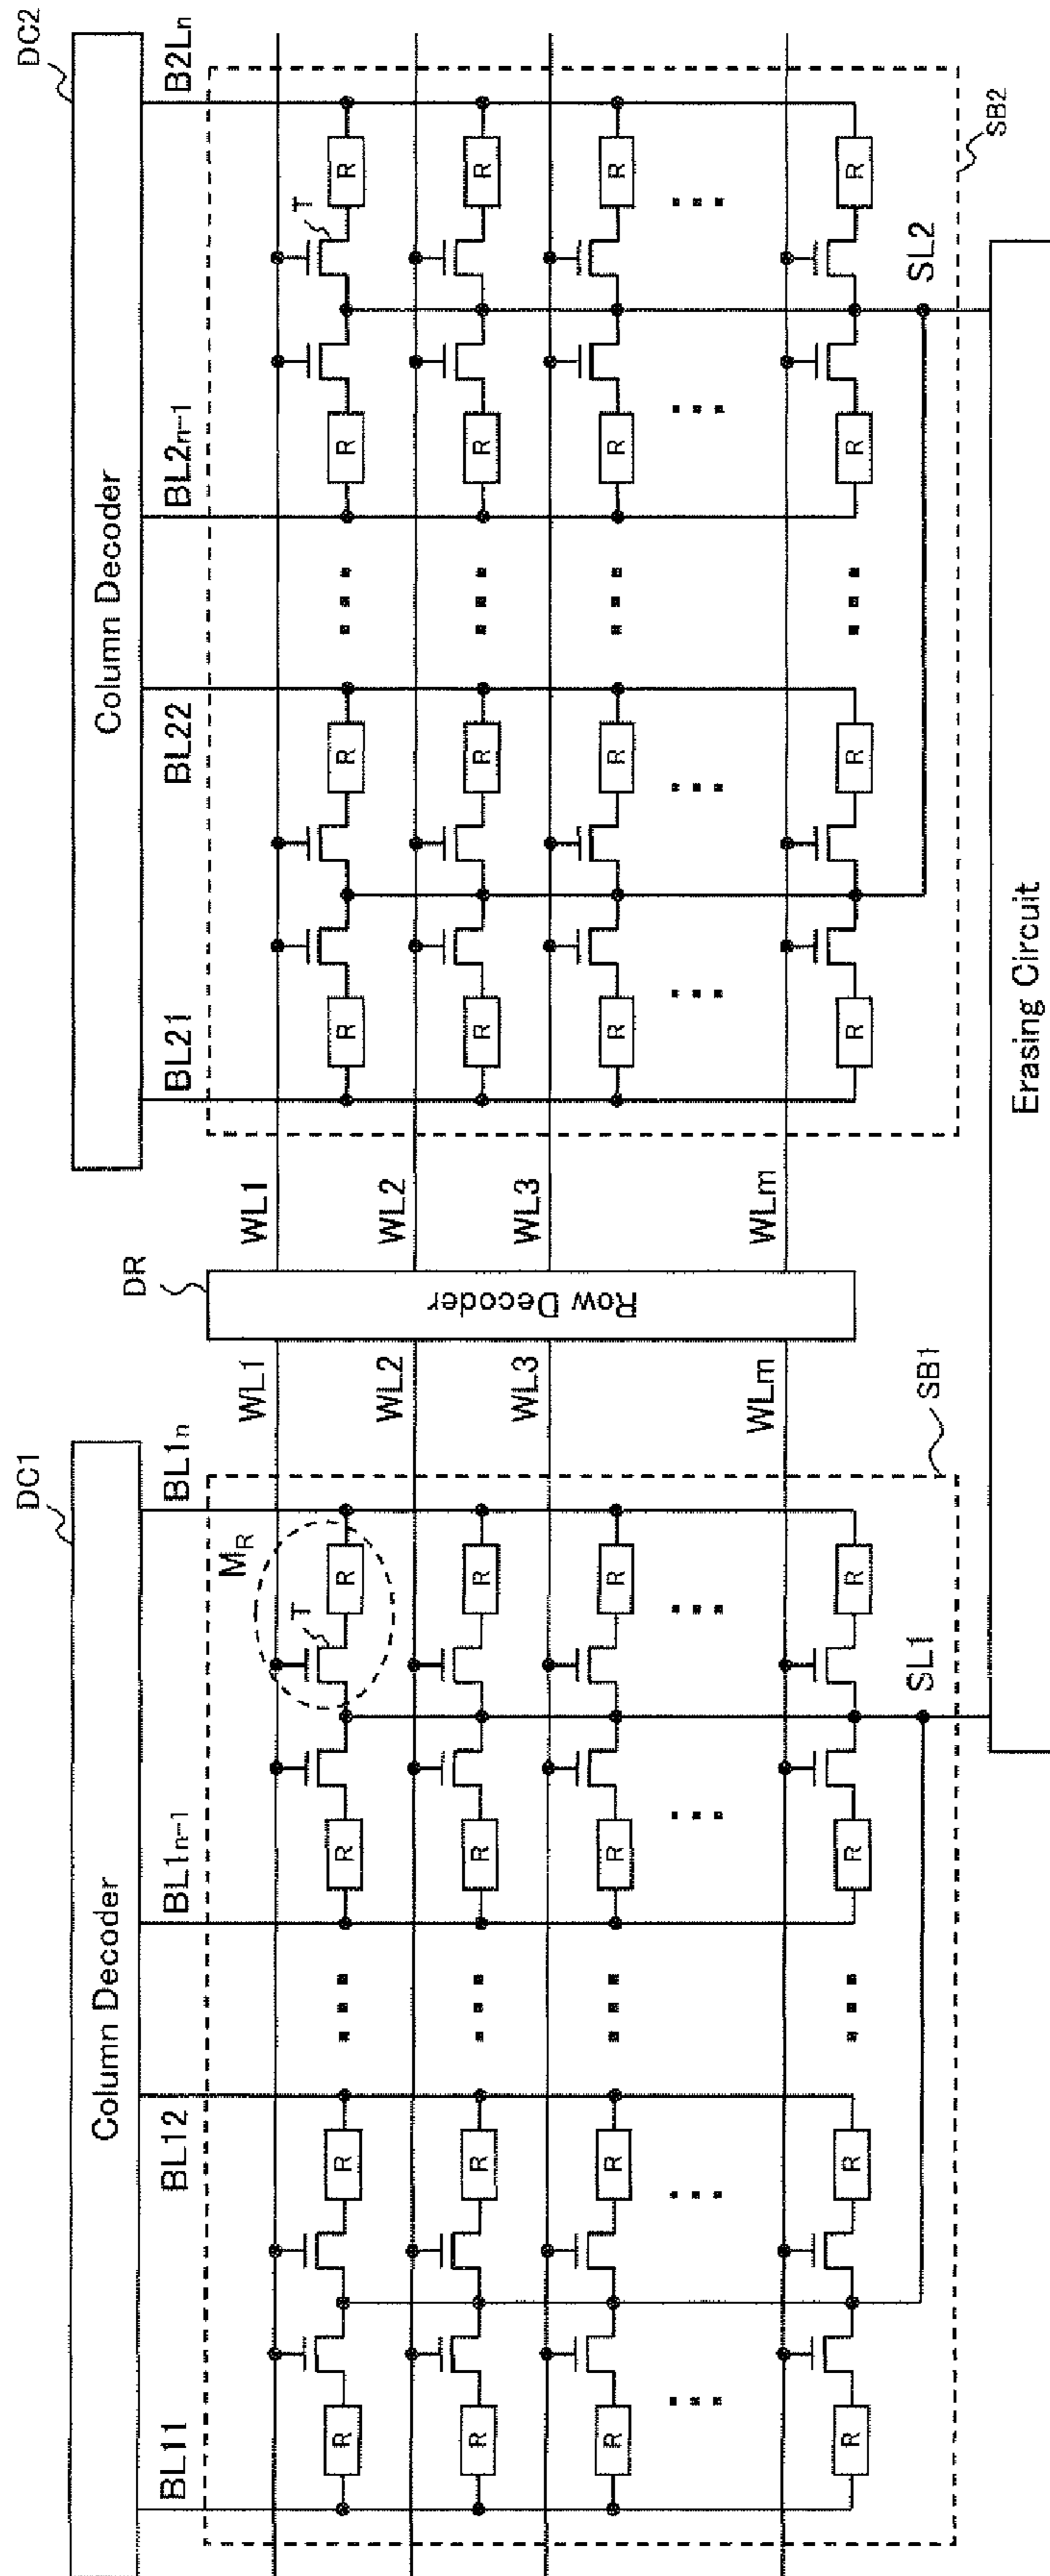 DC1
DC2
Column Decoder
Column Decoder
BL11
BL12
BL1n-1
BL1n
DR
BL21
BL22
BL2n-1
B2Ln
MR
WL1
WL1
T
T
R R R R R R R R
WL2
WL2
R R R R R R R R
Row Decoder
WL3
WL3
R R R R R R R R
...
...
...
...
WLm
WLm
R R R R R R R R
SL1
SB1
SL2
SB2
Erasing Circuit